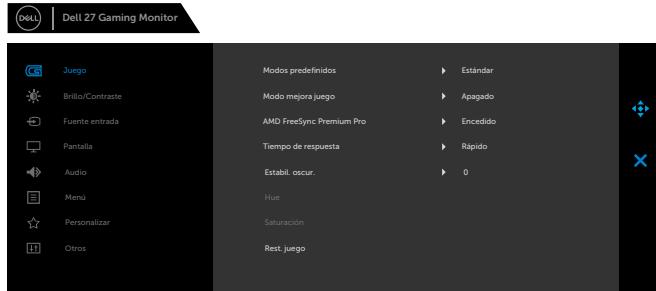 DELL
Dell 27 Gaming Monitor
Juego
Modos predefinidos
Estándar
Brillo/Contraste
Modo mejora juego
Apagado
Fuente entrada
AMD FreeSync Premium Pro
Encedido
Pantalla
Tiempo de respuesta
Rápido
Audio
Estabil. oscur.
0
Menú
Hue
Personalizar
Saturación
Otros
Rest. juego